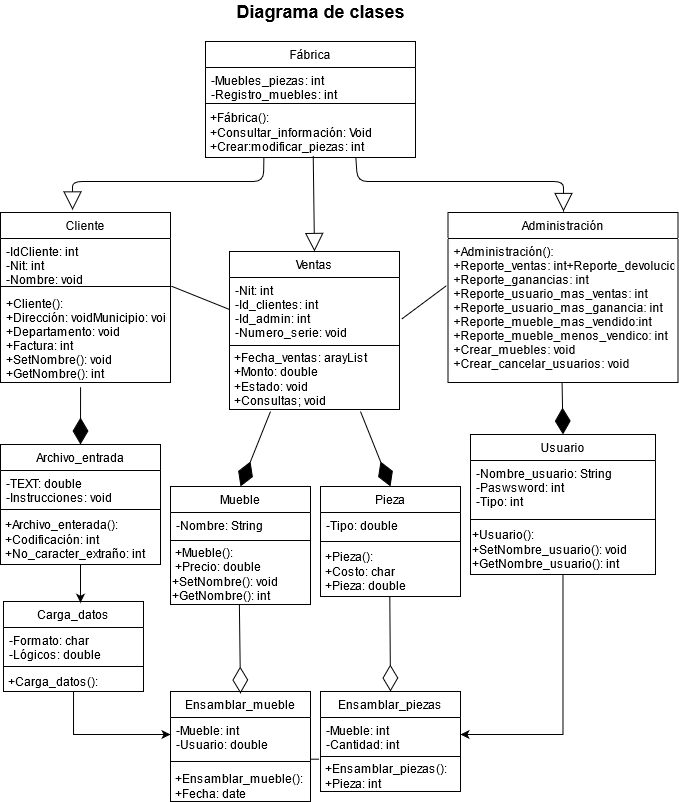 Diagrama de clases
Fábrica
-Muebles_piezas: int
-Registro_muebles: int
+Fábrica():
+Consultar_información: Void
+Crear:modificar_piezas: int
Cliente
-IdCliente: int
-Nit: int
-Nombre: void
+Cliente():
+Dirección: voidMunicipio: voi
+Departamento: void
+Factura: int
+SetNombre(): void
+GetNombre(): int
Ventas
-Nit: int
-Id_clientes: int
-Id_admin: int
-Numero_serie: void
+Fecha_ventas: arayList
+Monto: double
+Estado: void
+Consultas; void
Administración
+Administración():
+Reporte_ventas: int+Reporte_devolucio
+Reporte_ganancias: int
+Reporte_usuario_mas_ventas: int
+Reporte_usuario_mas_ganancia: int
+Reporte_mueble_mas_vendido:int
+Reporte_mueble_menos_vendico: int
+Crear_muebles: void
+Crear_cancelar_usuarios: void
Archivo_entrada
-TEXT: double
-Instrucciones: void
+Archivo_enterada():
+Codificación: int
+No_caracter_extraño: int
Mueble
-Nombre: String
+Mueble():
+Precio: double
+SetNombre(): void
+GetNombre(): int
Pieza
-Tipo: double
+Pieza():
+Costo: char
+Pieza: double
Usuario
-Nombre_usuario: String
-Paswsword: int
-Tipo: int
+Usuario():
+SetNombre_usuario(): void
+GetNombre_usuario(): int
Carga_datos
-Formato: char
-Lógicos: double
+Carga_datos():
Ensamblar_mueble
-Mueble: int
-Usuario: double
+Ensamblar_mueble():
+Fecha: date
Ensamblar_piezas
-Mueble: int
-Cantidad: int
+Ensamblar_piezas():
+Pieza: int